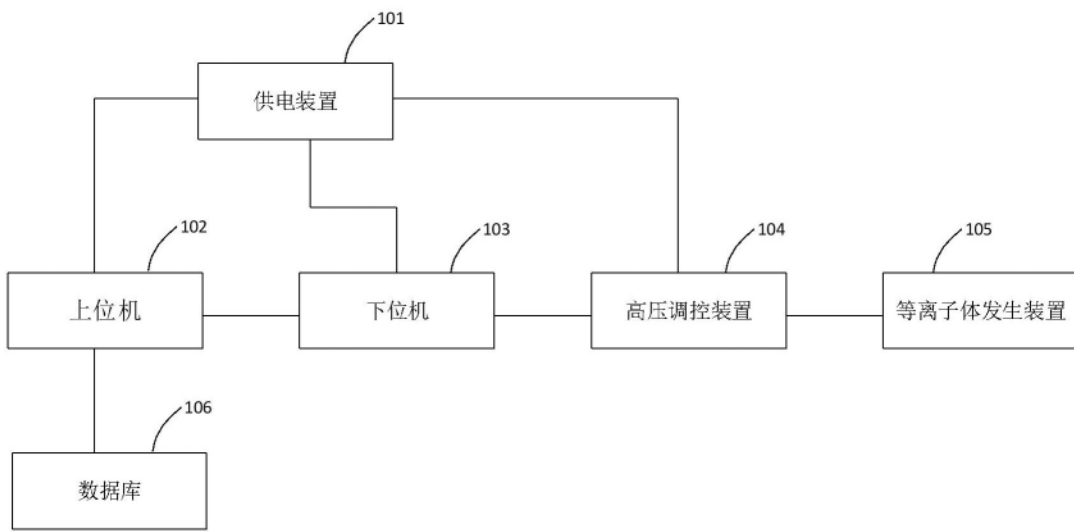 101
供电装置
102
103
104
105
上位机
下位机
高压调控装置
等离子体发生装置
106
数据库